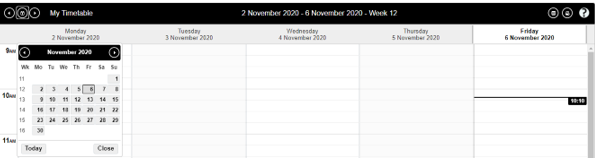 My Timetable
2 November 2020 - 6 November 2020 - Week 12
?
Monday
2 November 2020
Tuesday
3 November 2020
Wednesday
4 November 2020
Thursday
5 November 2020
Friday
6 November 2020
9AM
10AM
11AM
10:10
November 2020
Wk Mo Tu We Th Fr Sa Su
11 1
12 2 3 4 5 6 7 8
13 9 10 11 12 13 14 15
14 16 17 18 19 20 21 22
15 23 24 25 26 27 28 29
16 30
Today Close